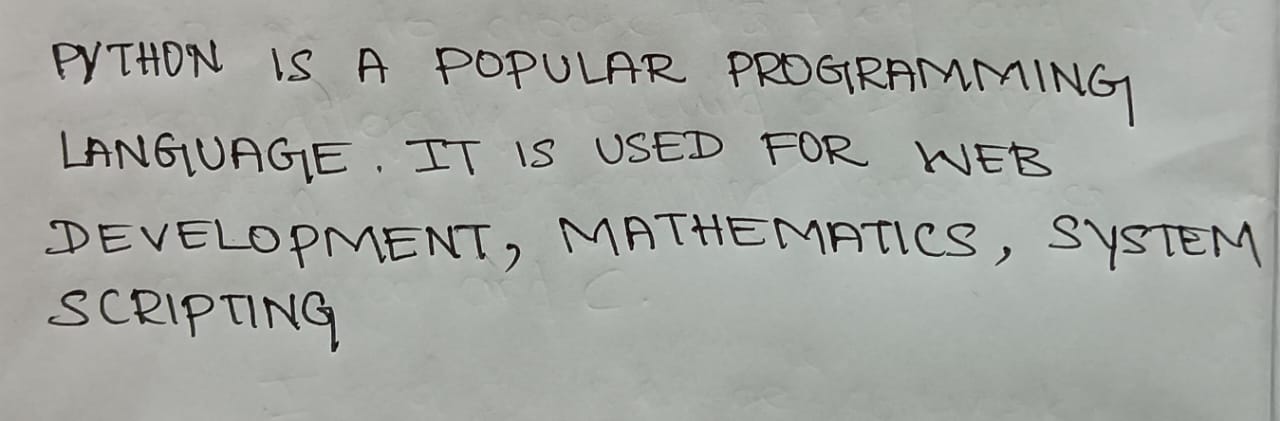 PYTHON IS A POPULAR PROGRAMMING
LANGUAGE. IT IS USED FOR WEB
DEVELOPMENT, MATHEMATICS, SYSTEM
SCRIPTING